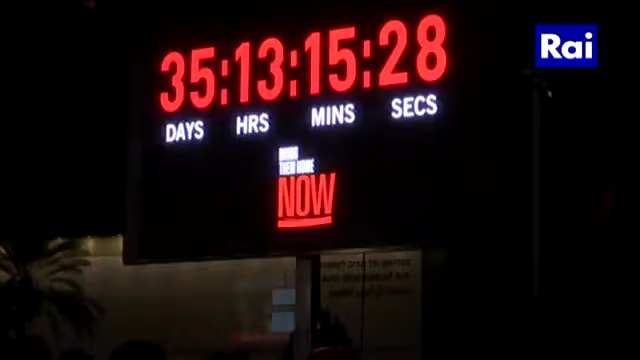 35:13:15:28
DAYS HRS MINS SECS
BRING
THEM HOME
NOW
Rai